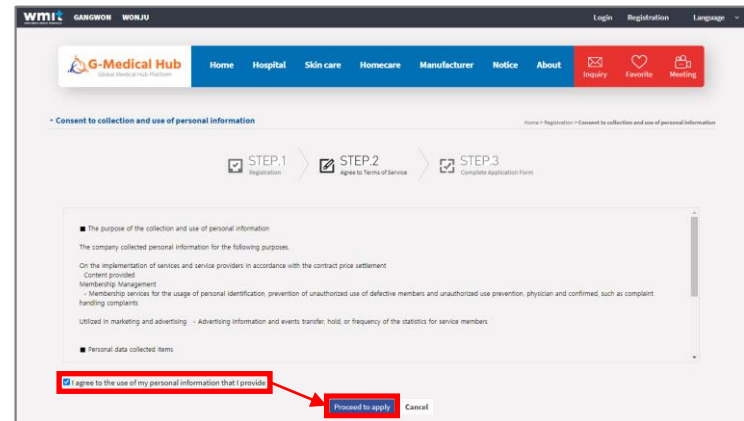 wmit GANGWON WONJU Login Registration Language
G-Medical Hub
Global Medical Hub Platform
Home Hospital Skin care Homecare Manufacturer Notice About Inquiry Favorite Meeting
Consent to collection and use of personal information
Home > Registration > Consent to collection and use of personal information
STEP.1 STEP.2 STEP.3
Registration Agree to Terms of Service Complete Application Form
■ The purpose of the collection and use of personal information
The company collected personal information for the following purposes.
On the implementation of services and service providers in accordance with the contract price settlement
Content provided
Membership Management
- Membership services for the usage of personal identification, prevention of unauthorized use of defective members and unauthorized use prevention, physician and confirmed, such as complaint
handling complaints
Utilized in marketing and advertising - Advertising information and events transfer, hold, or frequency of the statistics for service members
■ Personal data collected items
I agree to the use of my personal information that I provide
Proceed to apply Cancel